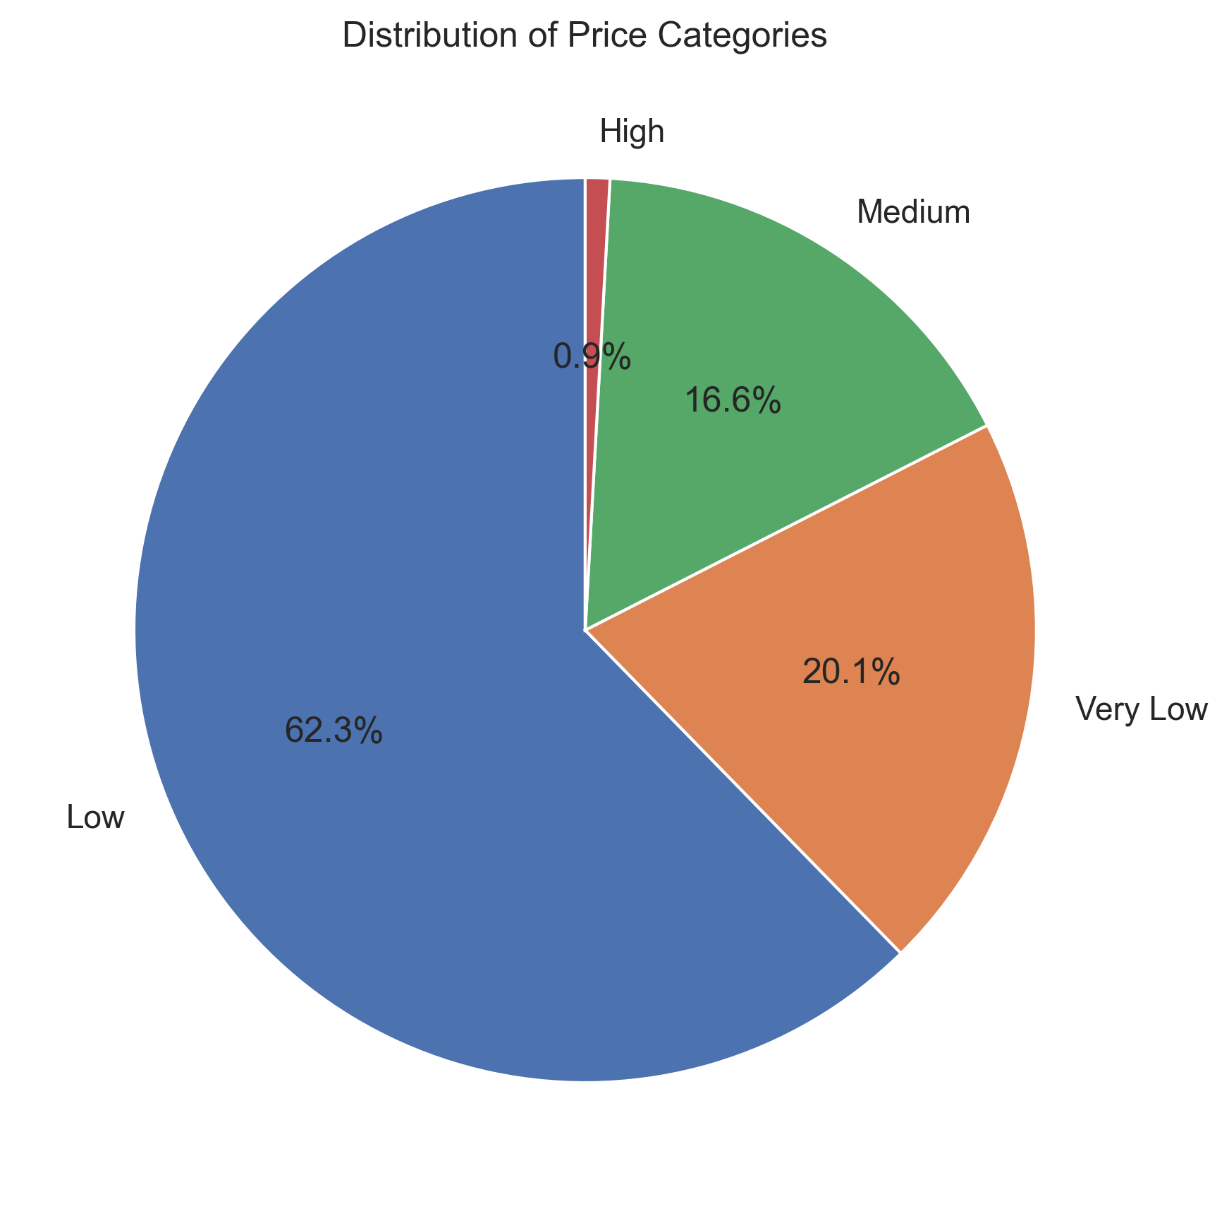 Distribution of Price Categories
High
Medium
0.9%
16.6%
20.1%
Very Low
62.3%
Low